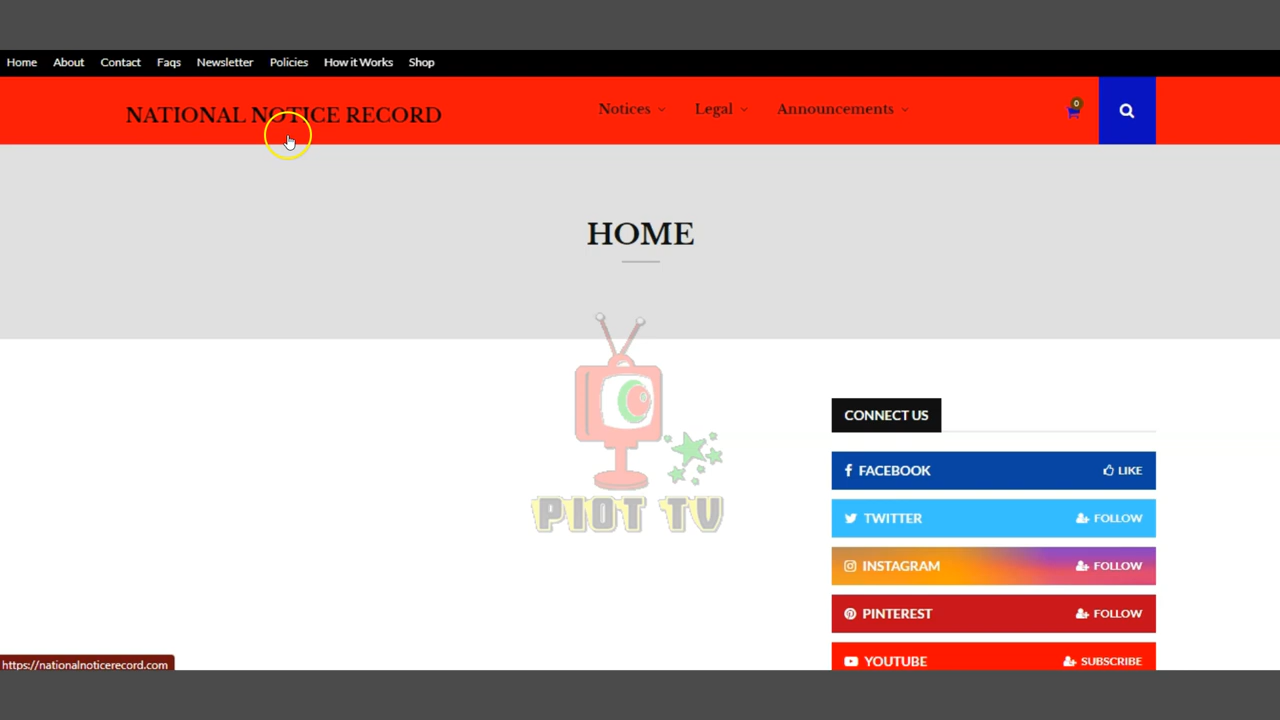 Home About Contact Faqs Newsletter Policies How it Works Shop
NATIONAL NOTICE RECORD
Notices Legal Announcements
0
HOME
PIOT TV
CONNECT US
FACEBOOK LIKE
TWITTER FOLLOW
INSTAGRAM FOLLOW
PINTEREST FOLLOW
YOUTUBE SUBSCRIBE
https://nationalnoticerecord.com